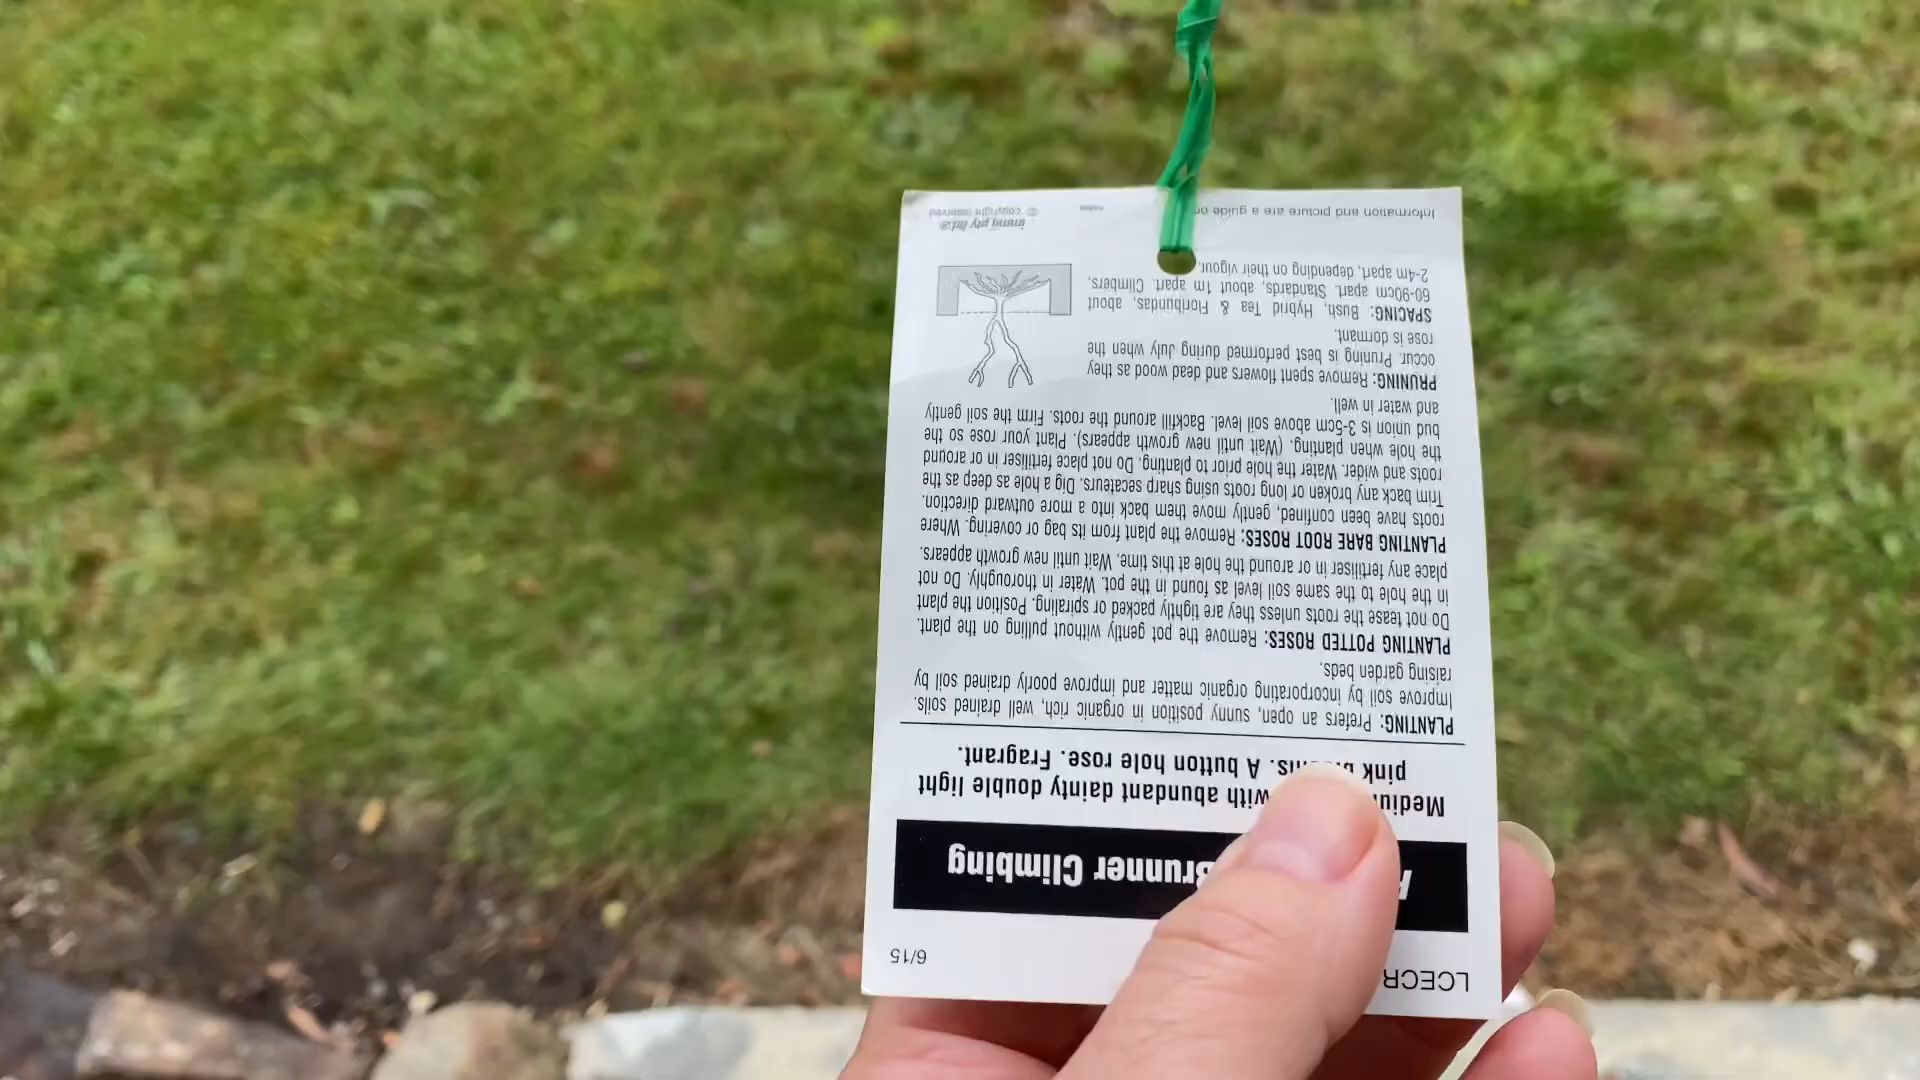 LCECR
6/15
Brunner Climbing
with abundant dainty double light
pink A button hole rose. Fragrant.
PLANTING: Prefers an open, sunny position in organic rich, well drained soils.
Improve soil by incorporating organic matter and improve poorly drained soil by
raising garden beds.
PLANTING POTTED ROSES: Remove the pot gently without pulling on the plant.
Do not tease the roots unless they are tightly packed or spiraling. Position the plant
in the hole to the same soil level as found in the pot. Water in thoroughly. Do not
place any fertiliser in or around the hole at this time. Wait until new growth appears.
PLANTING BARE ROOT ROSES: Remove the plant from its bag or covering. Where
roots have been confined, gently move them back into a more outward direction.
Trim back any broken or long roots using sharp secateurs. Dig a hole as deep as the
roots and wider. Water the hole prior to planting. Do not place fertiliser in or around
the hole when planting. (Wait until new growth appears). Plant your rose so the
bud union is 3-5cm above soil level. Backfill around the roots. Firm the soil gently
and water in well.
PRUNING: Remove spent flowers and dead wood as they
occur. Pruning is best performed during July when the
rose is dormant.
SPACING: Bush, Hybrid Tea & Floribundas, about
60-90cm apart. Standards, about 1m apart. Climbers,
2-4m apart, depending on their vigour.
Information and picture are a guide
pty ltd®
© copyright reserved